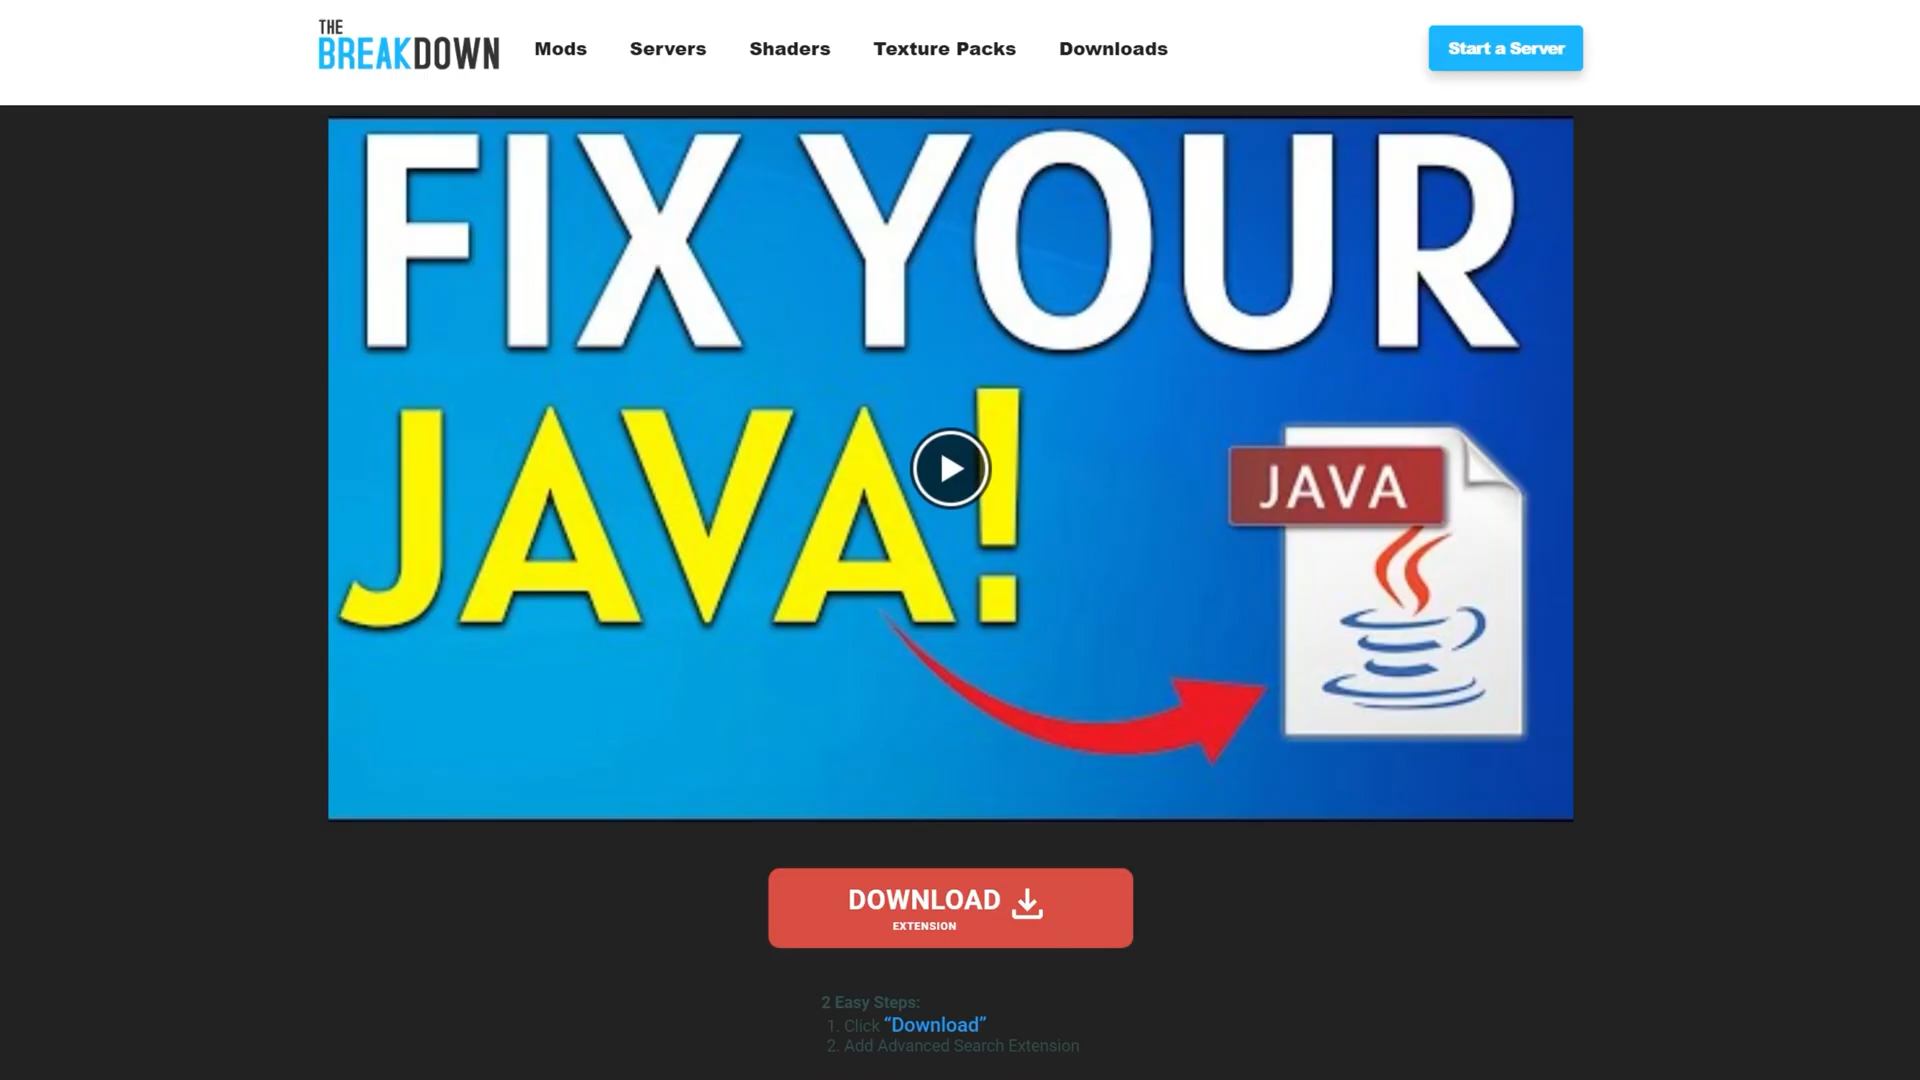 THE
BREAKDOWN
Mods
Servers
Shaders
Texture Packs
Downloads
Start a Server
FIX YOUR
JAVA!
JAVA
DOWNLOAD
EXTENSION
2 Easy Steps:
1. Click “Download”
2. Add Advanced Search Extension